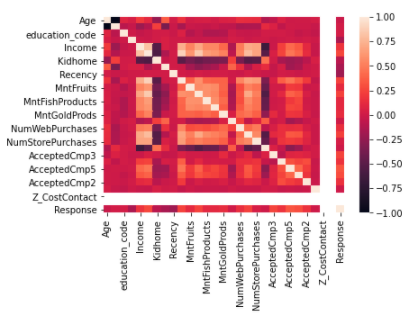 Age
education_code
Income
Kidhome
Recency
MntFruits
MntFishProducts
MntGoldProds
NumWebPurchases
NumStorePurchases
AcceptedCmp3
AcceptedCmp5
AcceptedCmp2
Z_CostContact
Response
1.00
0.75
0.50
0.25
0.00
−0.25
−0.50
−0.75
−1.00
Age
education_code
Income
Kidhome
Recency
MntFruits
MntFishProducts
MntGoldProds
NumWebPurchases
NumStorePurchases
AcceptedCmp3
AcceptedCmp5
AcceptedCmp2
Z_CostContact
Response